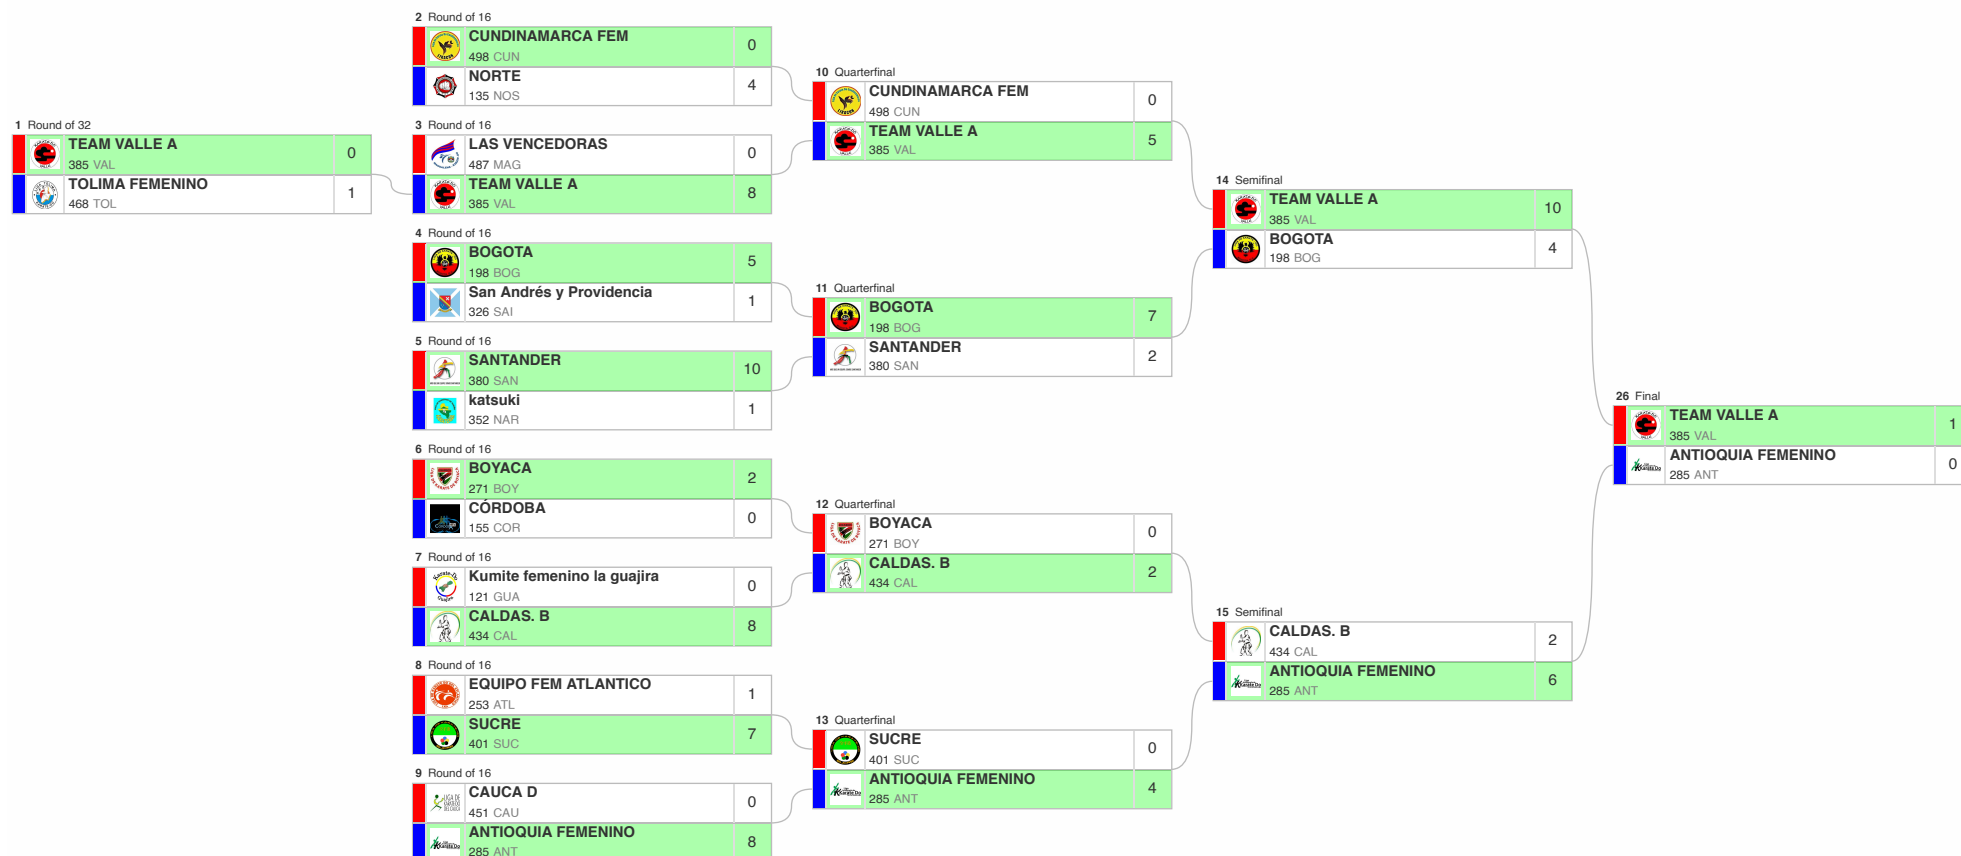 1 Round of 32
TEAM VALLE A 0
385 VAL
TOLIMA FEMENINO 1
468 TOL
2 Round of 16
CUNDINAMARCA FEM 0
498 CUN
NORTE 4
135 NOS
3 Round of 16
LAS VENCEDORAS 0
487 MAG
TEAM VALLE A 8
385 VAL
4 Round of 16
BOGOTA 5
198 BOG
San Andrés y Providencia 1
326 SAI
5 Round of 16
SANTANDER 10
380 SAN
katsuki 1
352 NAR
6 Round of 16
BOYACA 2
271 BOY
CÓRDOBA 0
155 COR
7 Round of 16
Kumite femenino la guajira 0
121 GUA
CALDAS. B 8
434 CAL
8 Round of 16
EQUIPO FEM ATLANTICO 1
253 ATL
SUCRE 7
401 SUC
9 Round of 16
CAUCA D 0
451 CAU
ANTIOQUIA FEMENINO 8
285 ANT
10 Quarterfinal
CUNDINAMARCA FEM 0
498 CUN
TEAM VALLE A 5
385 VAL
11 Quarterfinal
BOGOTA 7
198 BOG
SANTANDER 2
380 SAN
12 Quarterfinal
BOYACA 0
271 BOY
CALDAS. B 2
434 CAL
13 Quarterfinal
SUCRE 0
401 SUC
ANTIOQUIA FEMENINO 4
285 ANT
14 Semifinal
TEAM VALLE A 10
385 VAL
BOGOTA 4
198 BOG
15 Semifinal
CALDAS. B 2
434 CAL
ANTIOQUIA FEMENINO 6
285 ANT
26 Final
TEAM VALLE A 1
385 VAL
ANTIOQUIA FEMENINO 0
285 ANT